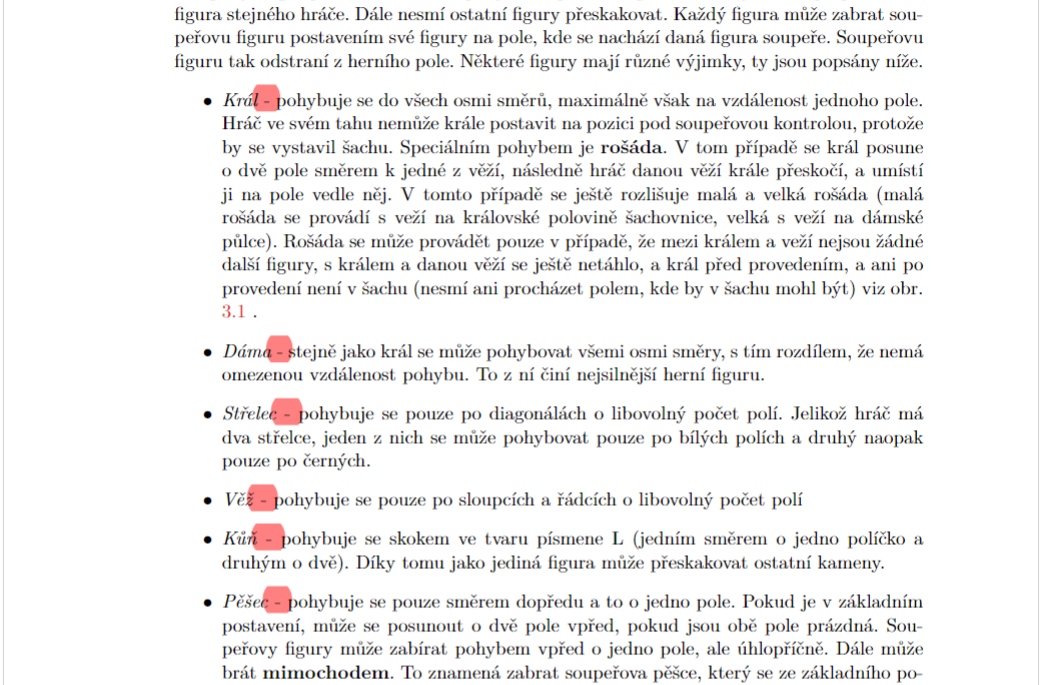 figura stejného hráče. Dále nesmí ostatní figury přeskakovat. Každý figura může zabrat sou-
peřovu figuru postavením své figury na pole, kde se nachází daná figura soupeře. Soupeřovu
figuru tak odstraní z herního pole. Některé figury mají různé výjimky, ty jsou popsány níže.
• Král - pohybuje se do všech osmi směrů, maximálně však na vzdálenost jednoho pole.
Hráč ve svém tahu nemůže krále postavit na pozici pod soupeřovou kontrolou, protože
by se vystavil šachu. Speciálním pohybem je rošáda. V tom případě se král posune
o dvě pole směrem k jedné z věží, následně hráč danou věží krále přeskočí, a umístí
ji na pole vedle něj. V tomto případě se ještě rozlišuje malá a velká rošáda (malá
rošáda se provádí s veží na královské polovině šachovnice, velká s veží na dámské
půlce). Rošáda se může provádět pouze v případě, že mezi králem a veží nejsou žádné
další figury, s králem a danou věží se ještě netáhlo, a král před provedením, a ani po
provedení není v šachu (nesmí ani procházet polem, kde by v šachu mohl být) viz obr.
3.1 .
• Dáma - stejně jako král se může pohybovat všemi osmi směry, s tím rozdílem, že nemá
omezenou vzdálenost pohybu. To z ní činí nejsilnější herní figuru.
• Střelec - pohybuje se pouze po diagonálách o libovolný počet polí. Jelikož hráč má
dva střelce, jeden z nich se může pohybovat pouze po bílých polích a druhý naopak
pouze po černých.
• Věž - pohybuje se pouze po sloupcích a řádcích o libovolný počet polí
• Kůň - pohybuje se skokem ve tvaru písmene L (jedním směrem o jedno políčko a
druhým o dvě). Díky tomu jako jediná figura může přeskakovat ostatní kameny.
• Pěšec - pohybuje se pouze směrem dopředu a to o jedno pole. Pokud je v základním
postavení, může se posunout o dvě pole vpřed, pokud jsou obě pole prázdná. Sou-
peřovy figury může zabírat pohybem vpřed o jedno pole, ale úhlopříčně. Dále může
brát mimochodem. To znamená zabrat soupeřova pěšce, který se ze základního po-